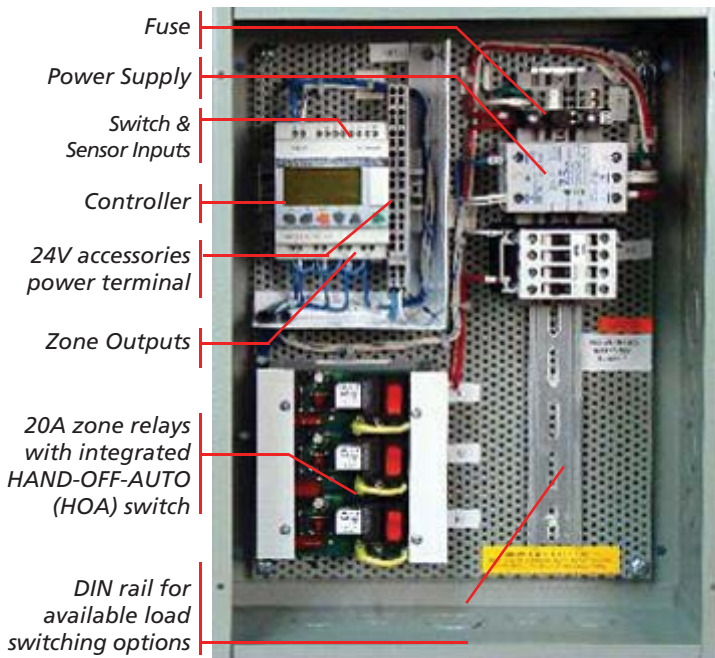 Fuse
Power Supply
Switch &
Sensor Inputs
Controller
24V accessories
power terminal
Zone Outputs
20A zone relays
with integrated
HAND-OFF-AUTO
(HOA) switch
DIN rail for
available load
switching options